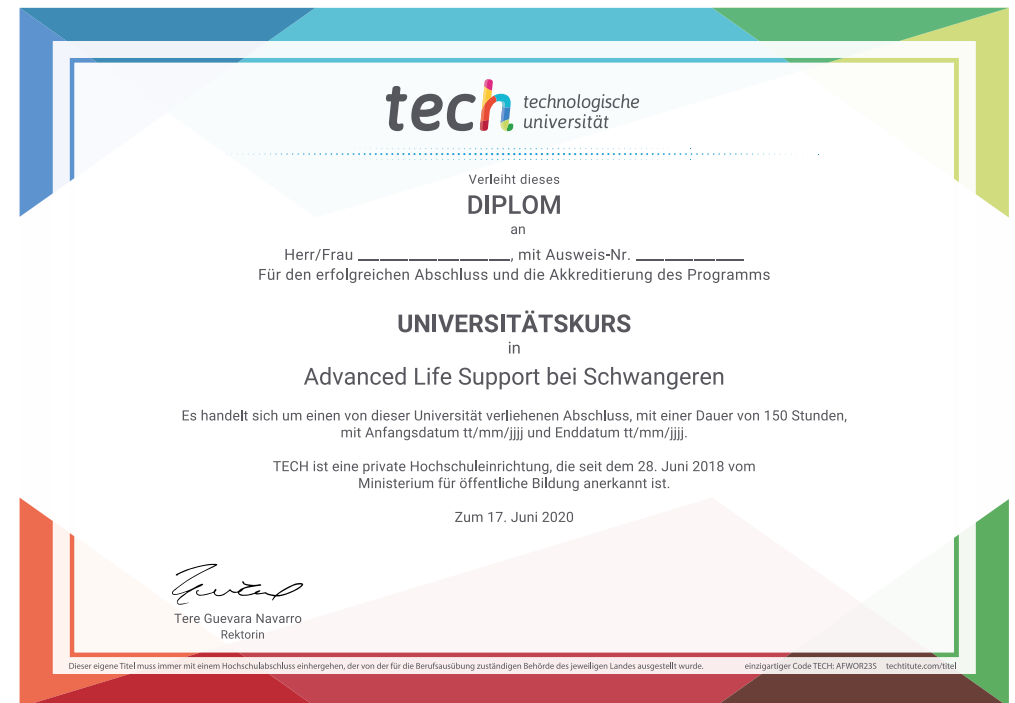 tech technologische
universität
Verleiht dieses
DIPLOM
an
Herr/Frau ________________, mit Ausweis-Nr. ____________
Für den erfolgreichen Abschluss und die Akkreditierung des Programms
UNIVERSITÄTSKURS
in
Advanced Life Support bei Schwangeren
Es handelt sich um einen von dieser Universität verliehenen Abschluss, mit einer Dauer von 150 Stunden,
mit Anfangsdatum tt/mm/jjjj und Enddatum tt/mm/jjjj.
TECH ist eine private Hochschuleinrichtung, die seit dem 28. Juni 2018 vom
Ministerium für öffentliche Bildung anerkannt ist.
Zum 17. Juni 2020
Tere Guevara Navarro
Rektorin
Dieser eigene Titel muss immer mit einem Hochschulabschluss einhergehen, der von der für die Berufsausübung zuständigen Behörde des jeweiligen Landes ausgestellt wurde. einzigartiger Code TECH: AFWOR23S techtitute.com/titel